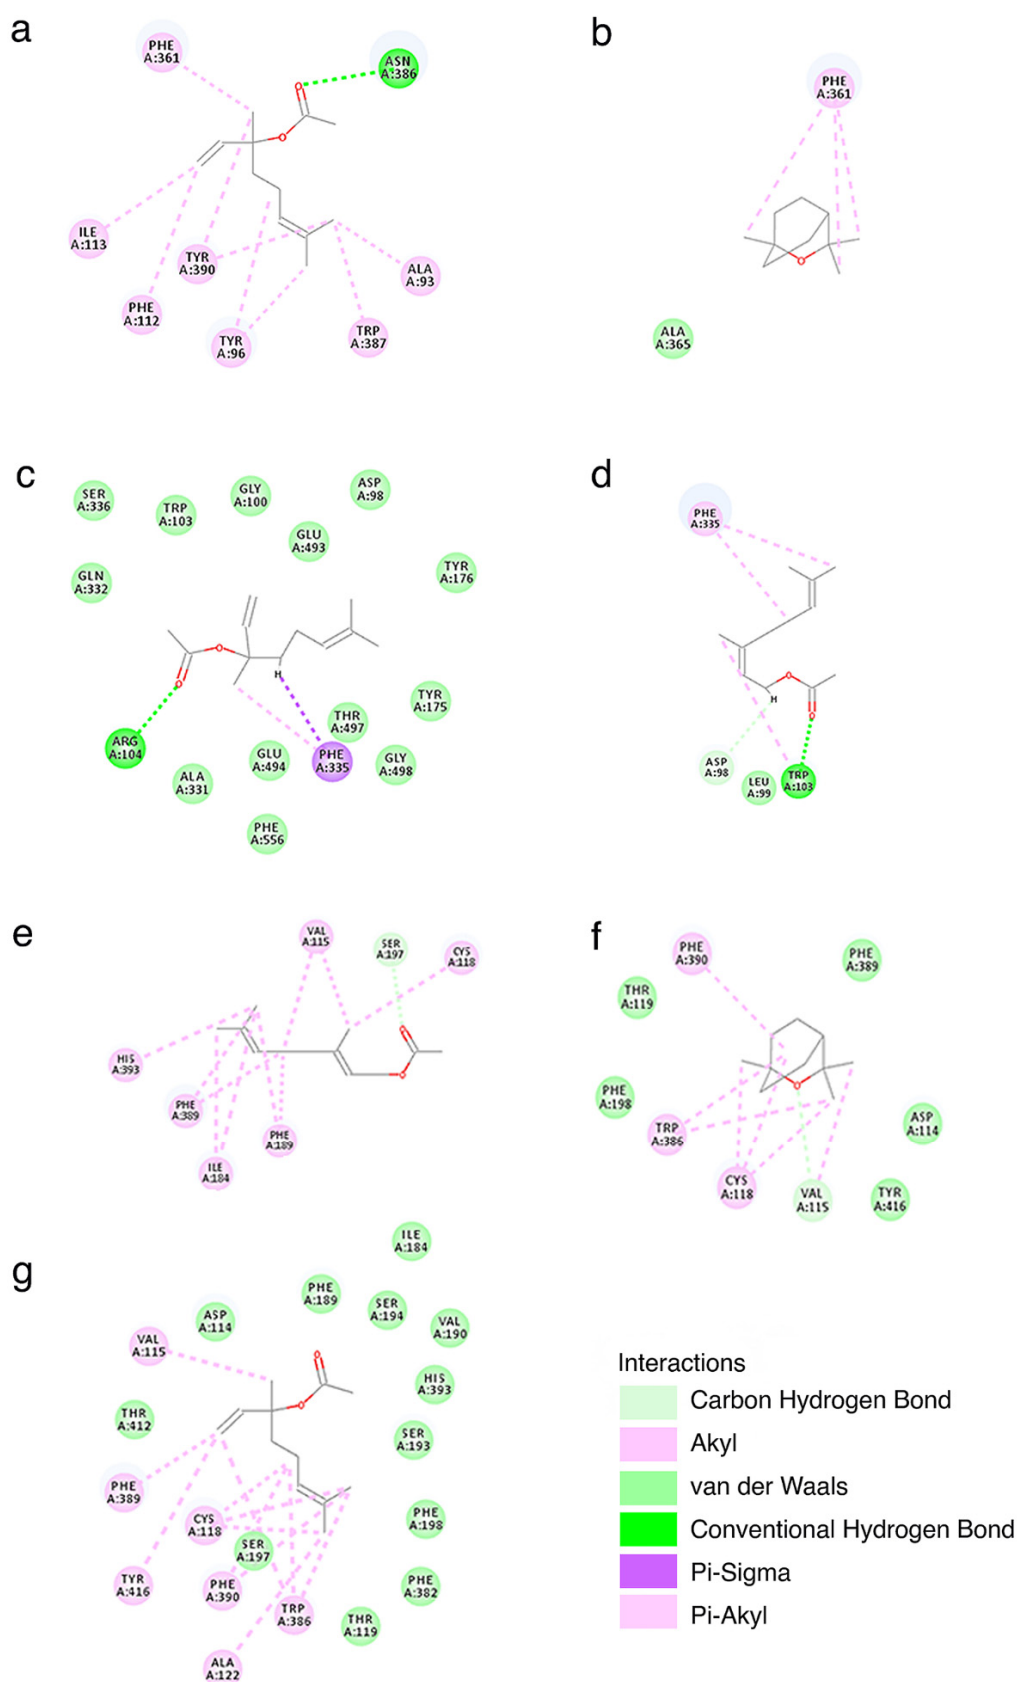 a
PHE
A:361
ASN
A:386
O
O
ILE
A:113
TYR
A:390
PHE
A:112
TYR
A:96
TRP
A:387
ALA
A:93
b
PHE
A:361
O
ALA
A:365
c
SER
A:336
TRP
A:103
GLY
A:100
ASP
A:98
GLU
A:493
GLN
A:332
TYR
A:176
O
O
H
ARG
A:104
ALA
A:331
GLU
A:494
THR
A:497
PHE
A:335
GLY
A:498
TYR
A:175
PHE
A:556
d
PHE
A:335
O
H
O
ASP
A:98
LEU
A:99
TRP
A:103
e
VAL
A:115
SER
A:197
CYS
A:118
O
O
HIS
A:393
PHE
A:389
PHE
A:189
ILE
A:184
f
PHE
A:390
PHE
A:389
THR
A:119
O
PHE
A:198
TRP
A:386
ASP
A:114
CYS
A:118
VAL
A:115
TYR
A:416
g
ILE
A:184
PHE
A:189
SER
A:194
VAL
A:190
ASP
A:114
VAL
A:115
O
O
HIS
A:393
THR
A:412
SER
A:193
PHE
A:389
CYS
A:118
SER
A:197
PHE
A:198
TYR
A:416
PHE
A:390
TRP
A:386
PHE
A:382
THR
A:119
ALA
A:122
Interactions
Carbon Hydrogen Bond
Akyl
van der Waals
Conventional Hydrogen Bond
Pi-Sigma
Pi-Akyl